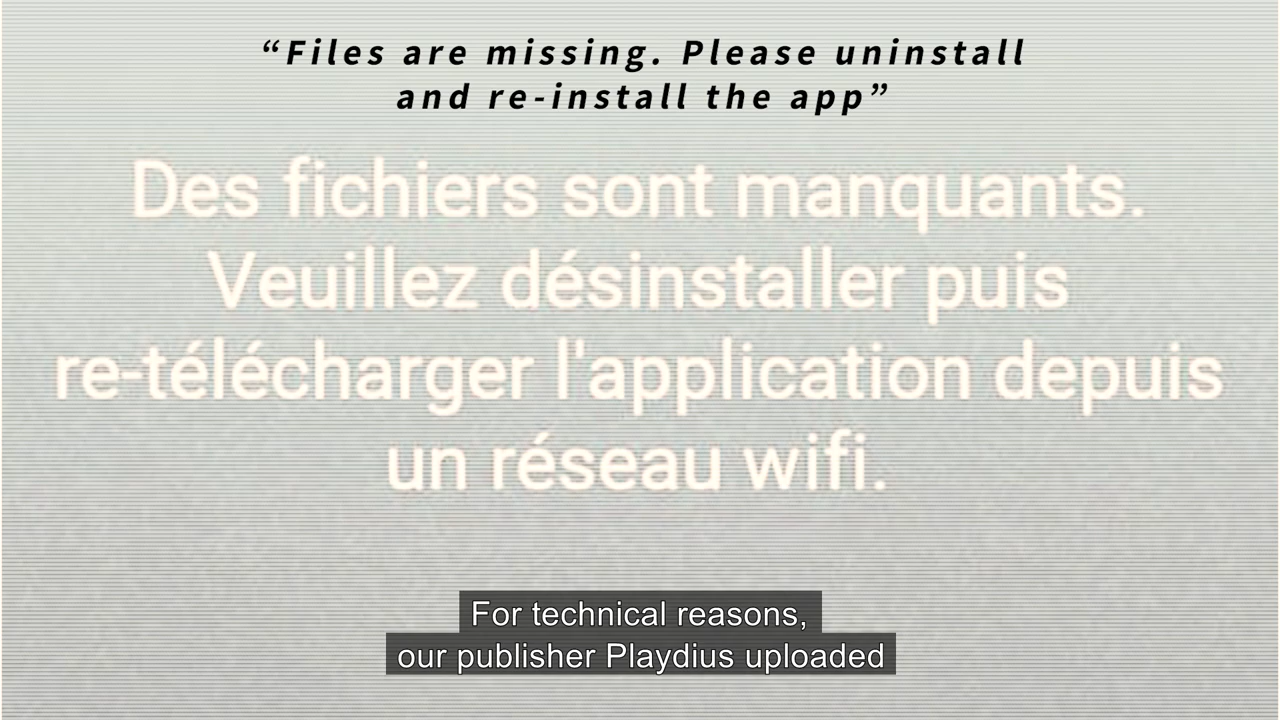 “Files are missing. Please uninstall
and re-install the app”
Des fichiers sont manquants.
Veuillez désinstaller puis
re-télécharger l'application depuis
un réseau wifi.
For technical reasons,
our publisher Playdius uploaded